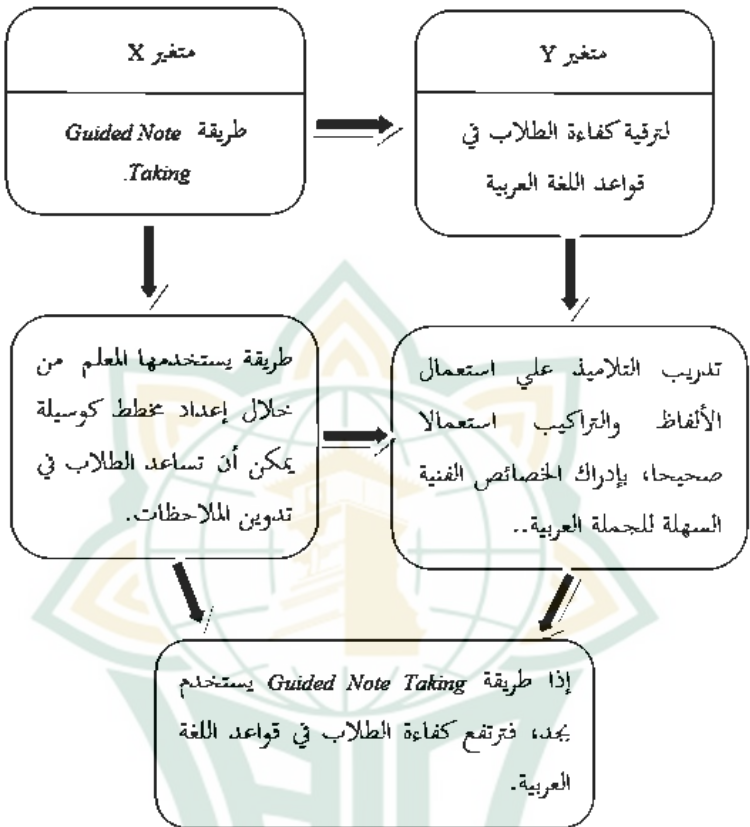 متغير X
طريقة Guided Note
Taking.
متغير Y
لترقية كفاءة الطلاب في
قواعد اللغة العربية
طريقة يستخدمها المعلم من
خلال إعداد مخطط كوسيلة
يمكن أن تساعد الطلاب في
تدوين الملاحظات.
تدريب التلاميذ علي استعمال
الألفاظ والتراكيب استعمالا
صحيحا، بإدراك الخصائص الفنية
السهلة للجملة العربية..
إذا طريقة Guided Note Taking يستخدم
بجد، فترتفع كفاءة الطلاب في قواعد اللغة
العربية.